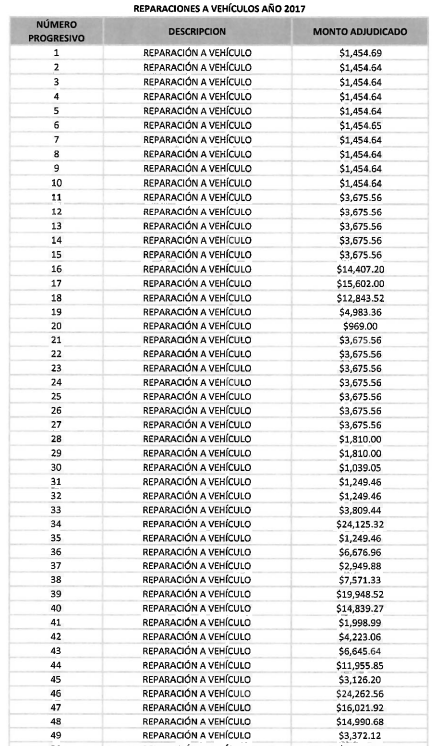 REPARACIONES A VEHÍCULOS AÑO 2017
NÚMERO PROGRESIVO DESCRIPCION MONTO ADJUDICADO
1 REPARACIÓN A VEHÍCULO $1,454.69
2 REPARACIÓN A VEHÍCULO $1,454.64
3 REPARACIÓN A VEHÍCULO $1,454.64
4 REPARACIÓN A VEHÍCULO $1,454.64
5 REPARACIÓN A VEHÍCULO $1,454.64
6 REPARACIÓN A VEHÍCULO $1,454.65
7 REPARACIÓN A VEHÍCULO $1,454.64
8 REPARACIÓN A VEHÍCULO $1,454.64
9 REPARACIÓN A VEHÍCULO $1,454.64
10 REPARACIÓN A VEHÍCULO $1,454.64
11 REPARACIÓN A VEHÍCULO $3,675.56
12 REPARACIÓN A VEHÍCULO $3,675.56
13 REPARACIÓN A VEHÍCULO $3,675.56
14 REPARACIÓN A VEHÍCULO $3,675.56
15 REPARACIÓN A VEHÍCULO $3,675.56
16 REPARACIÓN A VEHÍCULO $14,407.20
17 REPARACIÓN A VEHÍCULO $15,602.00
18 REPARACIÓN A VEHÍCULO $12,843.52
19 REPARACIÓN A VEHÍCULO $4,983.36
20 REPARACIÓN A VEHÍCULO $969.00
21 REPARACIÓN A VEHÍCULO $3,675.56
22 REPARACIÓN A VEHÍCULO $3,675.56
23 REPARACIÓN A VEHÍCULO $3,675.56
24 REPARACIÓN A VEHÍCULO $3,675.56
25 REPARACIÓN A VEHÍCULO $3,675.56
26 REPARACIÓN A VEHÍCULO $3,675.56
27 REPARACIÓN A VEHÍCULO $3,675.56
28 REPARACIÓN A VEHÍCULO $1,810.00
29 REPARACIÓN A VEHÍCULO $1,810.00
30 REPARACIÓN A VEHÍCULO $1,039.05
31 REPARACIÓN A VEHÍCULO $1,249.46
32 REPARACIÓN A VEHÍCULO $1,249.46
33 REPARACIÓN A VEHÍCULO $3,809.44
34 REPARACIÓN A VEHÍCULO $24,125.32
35 REPARACIÓN A VEHÍCULO $1,249.46
36 REPARACIÓN A VEHÍCULO $6,676.96
37 REPARACIÓN A VEHÍCULO $2,949.88
38 REPARACIÓN A VEHÍCULO $7,571.33
39 REPARACIÓN A VEHÍCULO $19,948.52
40 REPARACIÓN A VEHÍCULO $14,839.27
41 REPARACIÓN A VEHÍCULO $1,998.99
42 REPARACIÓN A VEHÍCULO $4,223.06
43 REPARACIÓN A VEHÍCULO $6,645.64
44 REPARACIÓN A VEHÍCULO $11,955.85
45 REPARACIÓN A VEHÍCULO $3,126.20
46 REPARACIÓN A VEHÍCULO $24,262.56
47 REPARACIÓN A VEHÍCULO $16,021.92
48 REPARACIÓN A VEHÍCULO $14,990.68
49 REPARACIÓN A VEHÍCULO $3,372.12